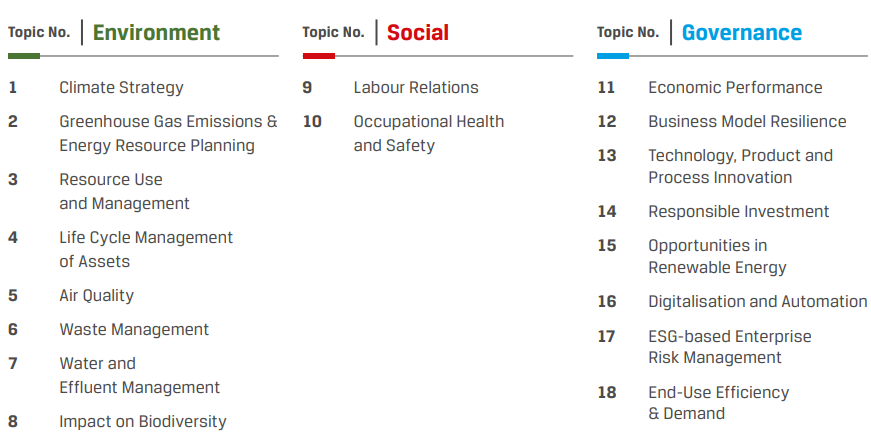 Topic No. | Environment
1 Climate Strategy
2 Greenhouse Gas Emissions &
Energy Resource Planning
3 Resource Use
and Management
4 Life Cycle Management
of Assets
5 Air Quality
6 Waste Management
7 Water and
Effluent Management
8 Impact on Biodiversity
Topic No. | Social
9 Labour Relations
10 Occupational Health
and Safety
Topic No. | Governance
11 Economic Performance
12 Business Model Resilience
13 Technology, Product and
Process Innovation
14 Responsible Investment
15 Opportunities in
Renewable Energy
16 Digitalisation and Automation
17 ESG-based Enterprise
Risk Management
18 End-Use Efficiency
& Demand